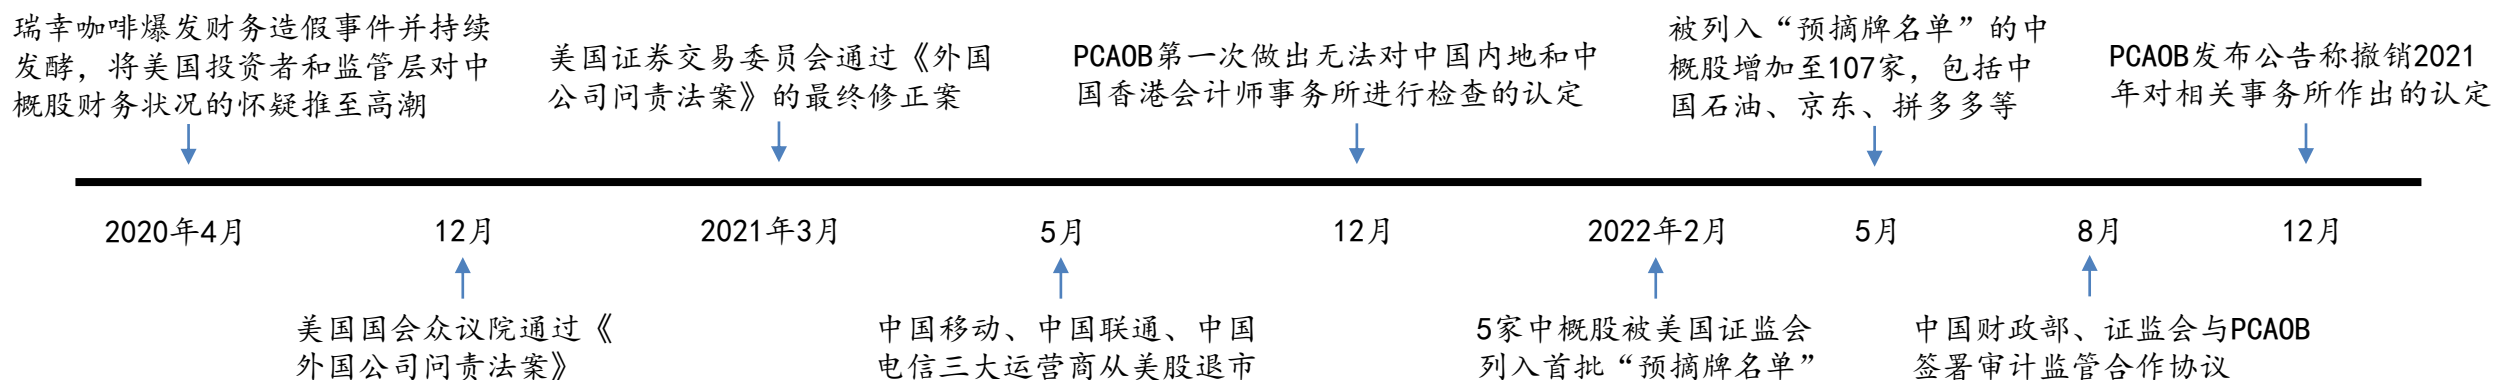 瑞幸咖啡爆发财务造假事件并持续
发酵，将美国投资者和监管层对中
概股财务状况的怀疑推至高潮
美国证券交易委员会通过《外国
公司问责法案》的最终修正案
PCAOB第一次做出无法对中国内地和中
国香港会计师事务所进行检查的认定
被列入“预摘牌名单”的中
概股增加至107家，包括中
国石油、京东、拼多多等
PCAOB发布公告称撤销2021
年对相关事务所作出的认定
2020年4月
12月
2021年3月
5月
12月
2022年2月
5月
8月
12月
美国国会众议院通过《
外国公司问责法案》
中国移动、中国联通、中国
电信三大运营商从美股退市
5家中概股被美国证监会
列入首批“预摘牌名单”
中国财政部、证监会与PCAOB
签署审计监管合作协议